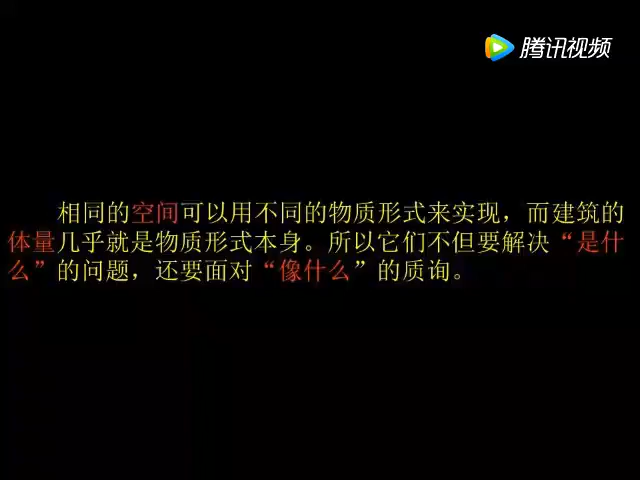 腾讯视频
相同的空间可以用不同的物质形式来实现，而建筑的
体量几乎就是物质形式本身。所以它们不但要解决“是什
么”的问题，还要面对“像什么”的质询。